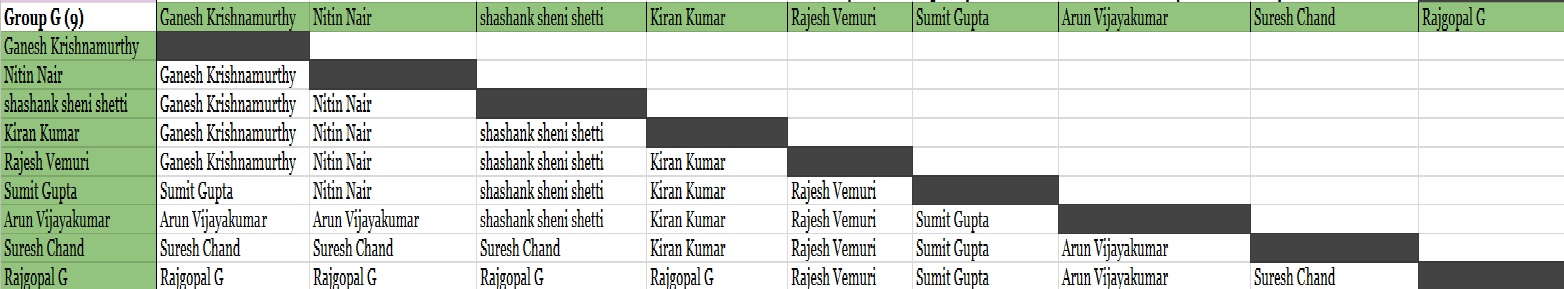 Group G (9) Ganesh Krishnamurthy Nitin Nair shashank sheni shetti Kiran Kumar Rajesh Vemuri Sumit Gupta Arun Vijayakumar Suresh Chand Rajgopal G
Ganesh Krishnamurthy
Nitin Nair Ganesh Krishnamurthy
shashank sheni shetti Ganesh Krishnamurthy Nitin Nair
Kiran Kumar Ganesh Krishnamurthy Nitin Nair shashank sheni shetti
Rajesh Vemuri Ganesh Krishnamurthy Nitin Nair shashank sheni shetti Kiran Kumar
Sumit Gupta Sumit Gupta Nitin Nair shashank sheni shetti Kiran Kumar Rajesh Vemuri
Arun Vijayakumar Arun Vijayakumar Arun Vijayakumar shashank sheni shetti Kiran Kumar Rajesh Vemuri Sumit Gupta
Suresh Chand Suresh Chand Suresh Chand Suresh Chand Kiran Kumar Rajesh Vemuri Sumit Gupta Arun Vijayakumar
Rajgopal G Rajgopal G Rajgopal G Rajgopal G Rajgopal G Rajesh Vemuri Sumit Gupta Arun Vijayakumar Suresh Chand